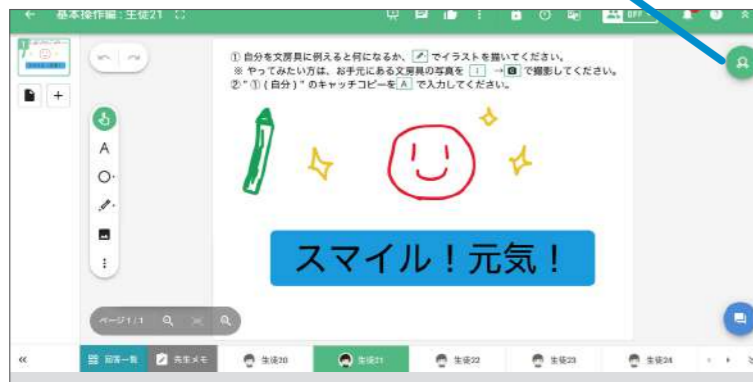 基本操作編：生徒21
OFF
1
① 自分を文房具に例えると何になるか、 でイラストを描いてください。
※ やってみたい方は、お手元にある文房具の写真を → で撮影してください。
② " ① ( 自分 ) " のキャッチコピーを A で入力してください。
A
スマイル！元気！
ページ1/1
回答一覧 先生メモ 生徒20 生徒21 生徒22 生徒23 生徒24